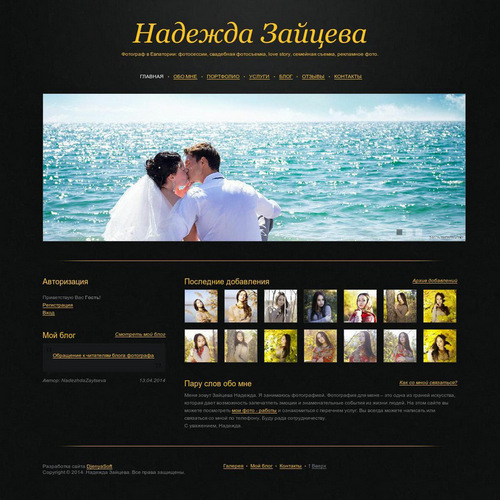 Надежда Зайцева
Фотограф в Евпатории: фотосессии, свадебная фотосъемка, love story, семейная съемка, рекламное фото.
ГЛАВНАЯ • ОБО МНЕ • ПОРТФОЛИО • УСЛУГИ • БЛОГ • ОТЗЫВЫ • КОНТАКТЫ
Авторизация
Приветствую Вас Гость!
Регистрация
Вход
Мой блог Смотреть мой блог
Обращение к читателям блога фотографа
Автор: NadezhdaZaytseva 13.04.2014
Последние добавления Архив добавлений
Пару слов обо мне Как со мной связаться?
Меня зовут Зайцева Надежда. Я занимаюсь фотографией. Фотография для меня - это одна из граней искусства,
которая дает возможность запечатлеть эмоции и знаменательные события из жизни людей. На этом сайте вы
можете посмотреть мои фото - работы и ознакомиться с перечнем услуг. Вы всегда можете написать или
связаться со мной по телефону. Буду рада сотрудничеству.
С уважением, Надежда.
Разработка сайта DjenyaSoft
Copyright © 2014. Надежда Зайцева. Все права защищены.
Галерея • Мой блог • Контакты • ↑ Вверх